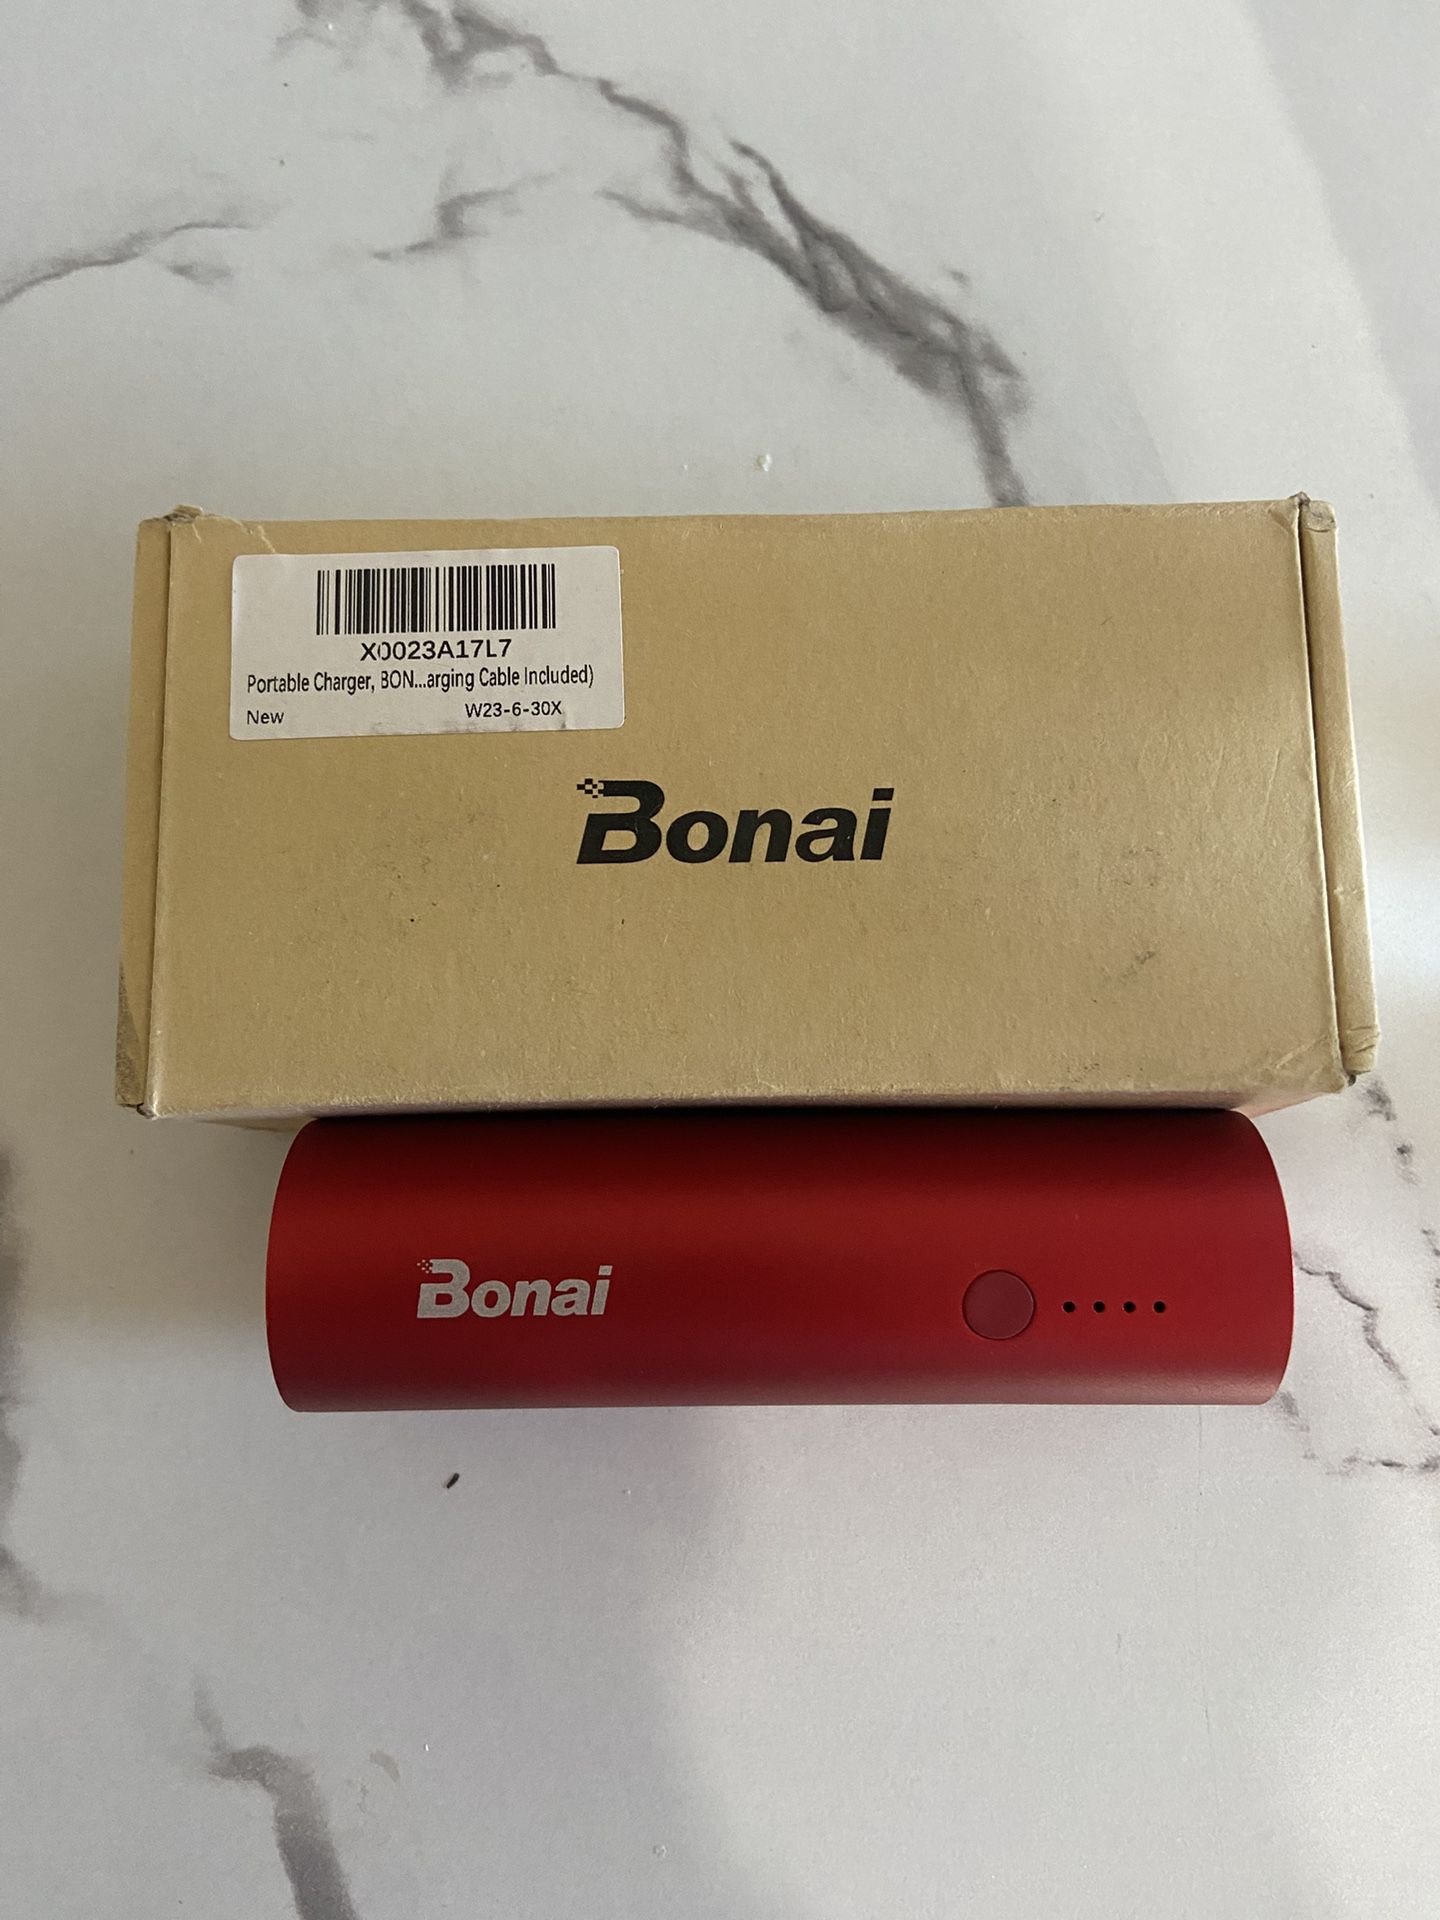 X0023A17L7
Portable Charger, BON...arging Cable Included)
New
W23-6-30X
Bonai
Bonai